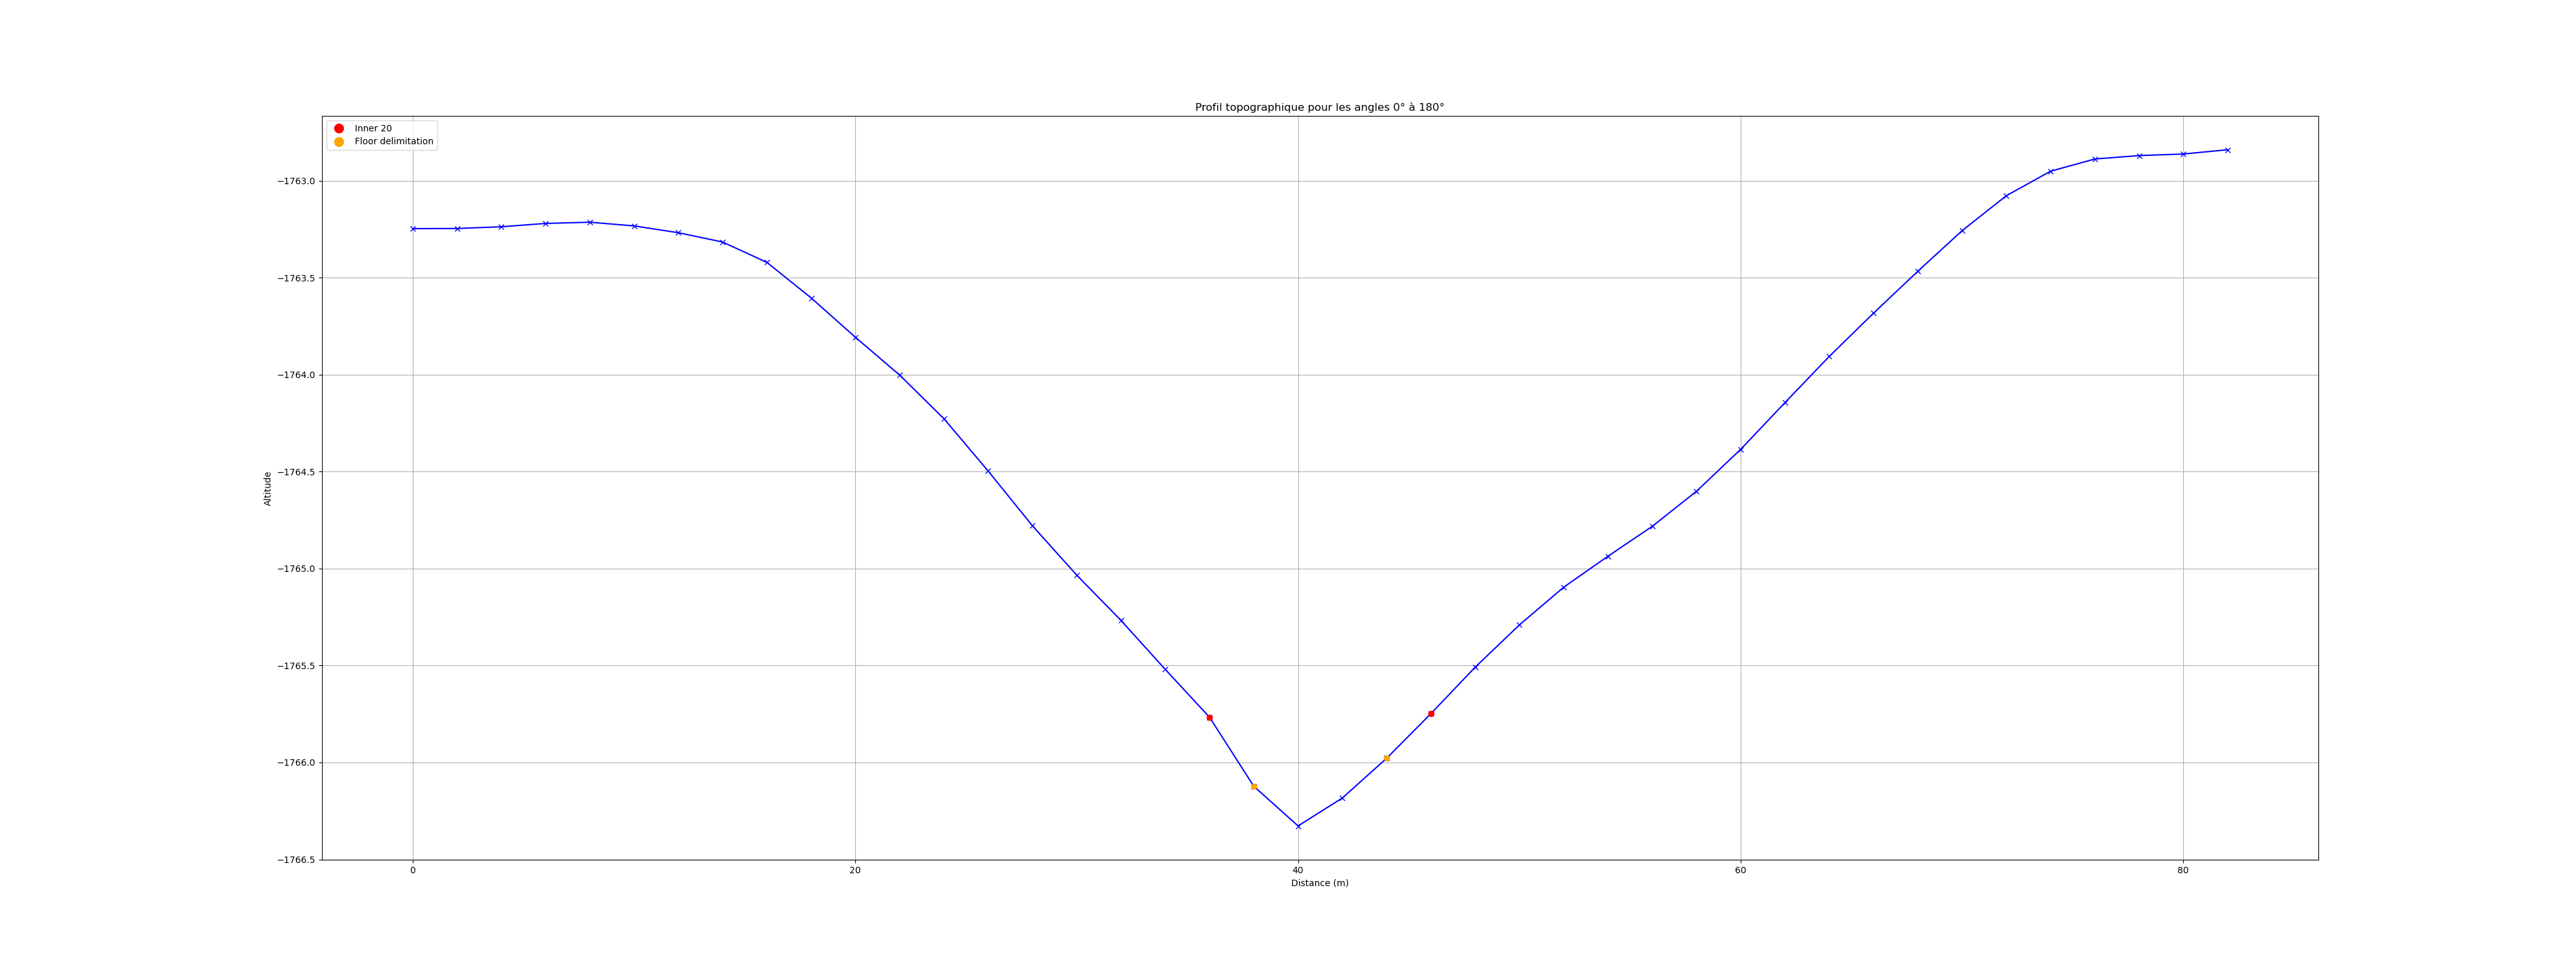 Profil topographique pour les angles 0° à 180°
Inner 20
Floor delimitation
−1763.0
−1763.5
−1764.0
−1764.5
−1765.0
−1765.5
−1766.0
−1766.5
Altitude
0 20 40 60 80
Distance (m)